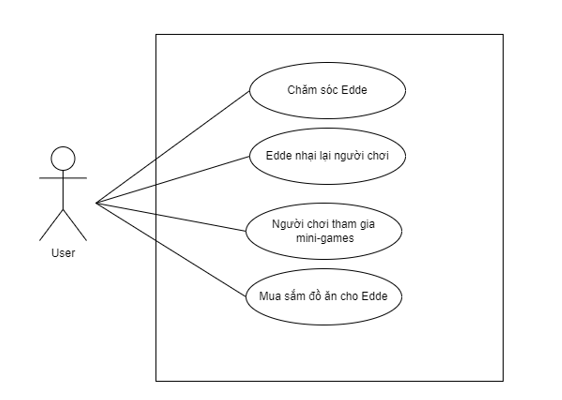 Chăm sóc Edde
Edde nhại lại người chơi
Người chơi tham gia
mini-games
Mua sắm đồ ăn cho Edde
User